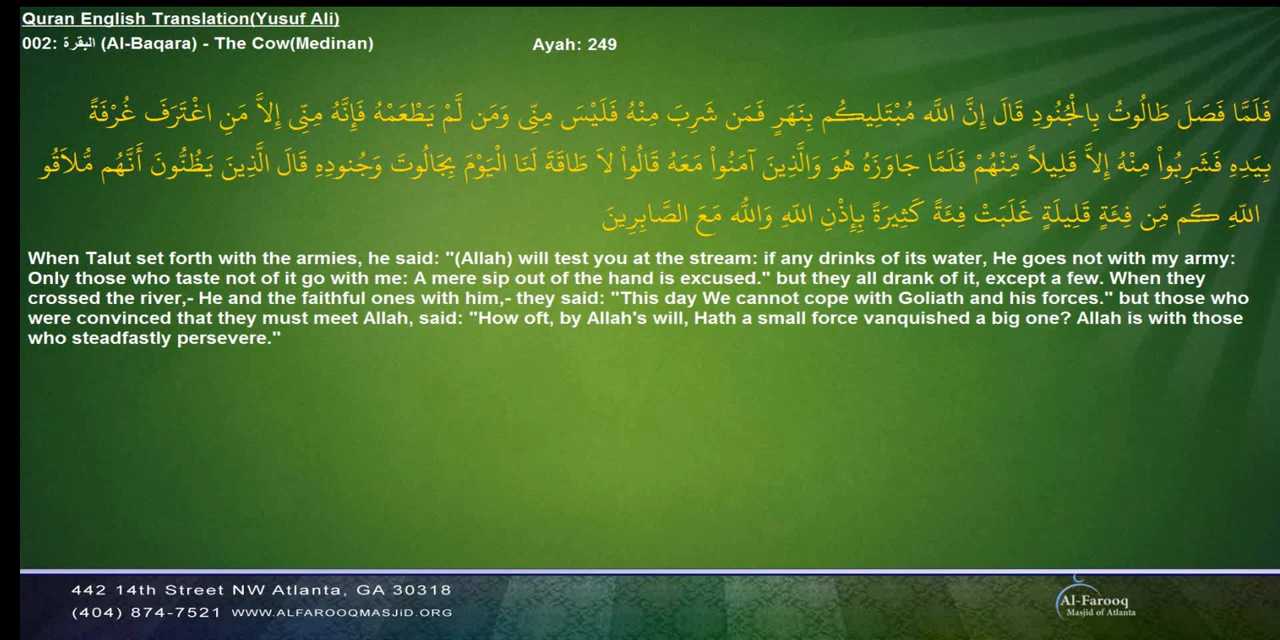 Quran English Translation(Yusuf Ali)
002: البقرة (Al-Baqara) - The Cow(Medinan)
Ayah: 249
فَلَمَّا فَصَلَ طَالُوتُ بِالْجُنُودِ قَالَ إِنَّ اللَّه مُبْتَلِيكُم بِنَهَرٍ فَمَن شَرِبَ مِنْهُ فَلَيْسَ مِنِّي وَمَن لَّمْ يَطْعَمْهُ فَإِنَّهُ مِنِّي إِلاَّ مَنِ اغْتَرَفَ غُرْفَةً
بِيَدِهِ فَشَرِبُواْ مِنْهُ إِلاَّ قَلِيلاً مِّنْهُمْ فَلَمَّا جَاوَزَهُ هُوَ وَالَّذِينَ آمَنُواْ مَعَهُ قَالُواْ لاَ طَاقَةَ لَنَا الْيَوْمَ بِجَالُوتَ وَجُنودِهِ قَالَ الَّذِينَ يَظُنُّونَ أَنَّهُم مُّلاَقُو
اللّهِ كَم مِّن فِئَةٍ قَلِيلَةٍ غَلَبَتْ فِئَةً كَثِيرَةً بِإِذْنِ اللّهِ وَاللّه مَعَ الصَّابِرِينَ
When Talut set forth with the armies, he said: "(Allah) will test you at the stream: if any drinks of its water, He goes not with my army:
Only those who taste not of it go with me: A mere sip out of the hand is excused." but they all drank of it, except a few. When they
crossed the river,- He and the faithful ones with him,- they said: "This day We cannot cope with Goliath and his forces." but those who
were convinced that they must meet Allah, said: "How oft, by Allah's will, Hath a small force vanquished a big one? Allah is with those
who steadfastly persevere."
442 14th Street NW Atlanta, GA 30318
(404) 874-7521 WWW.ALFAROOQMASJiD.ORG
Al-Farooq
Masjid of Atlanta